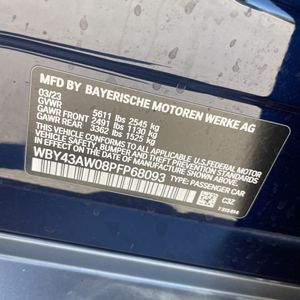 MFD BY BAYERISCHE MOTOREN WERKE AG
03/23
GVWR 5611 lbs 2545 kg
GAWR FRONT 2491 lbs 1130 kg
GAWR REAR 3362 lbs 1525 kg
THIS VEHICLE CONFORMS TO ALL APPLICABLE U.S. FEDERAL MOTOR
VEHICLE SAFETY, BUMPER AND THEFT PREVENTION STANDARDS
IN EFFECT ON THE DATE OF MANUFACTURE SHOWN ABOVE.
WBY43AW08PFP68093 TYPE: PASSENGER CAR
C3Z